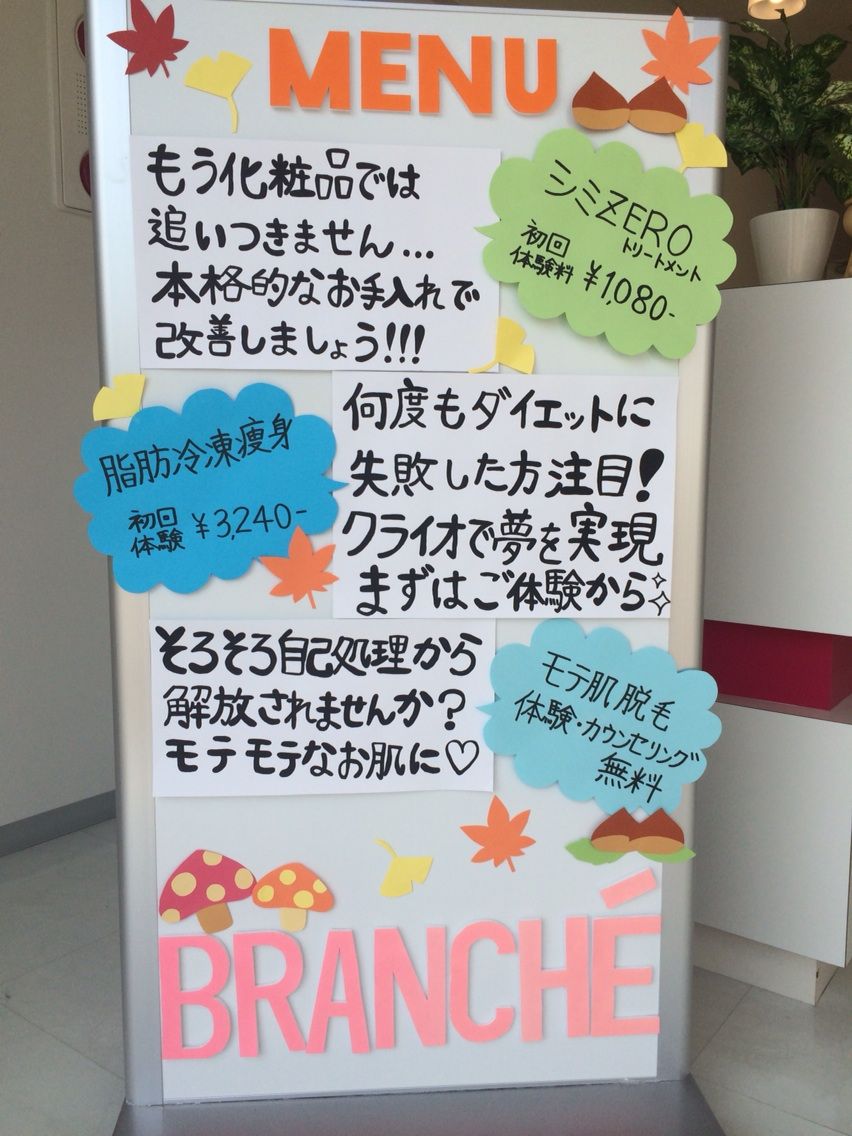 MENU
もう化粧品では
追いつきません...
本格的なお手入れで
改善しましょう!!!
シミZERO
トリートメント
初回
体験料 ¥1,080-
脂肪冷凍痩身
初回
体験 ¥3,240-
何度もダイエットに
失敗した方注目!
クライオで夢を実現
まずはご体験から
そろそろ自己処理から
解放されませんか?
モテモテなお肌に♡
モテ肌脱毛
体験・カウンセリング
無料
BRANCHÉ